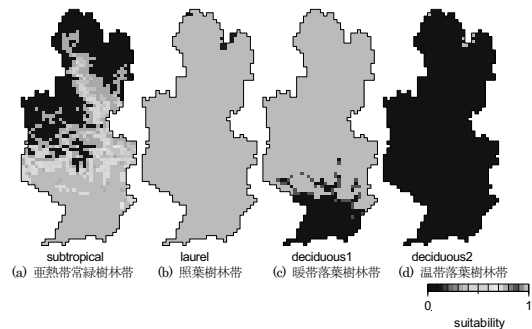 subtropical laurel deciduous1 deciduous2
(a) 亜熱帯常緑樹林帯 (b) 照葉樹林帯 (c) 暖帯落葉樹林帯 (d) 温帯落葉樹林帯
0. 1
suitability